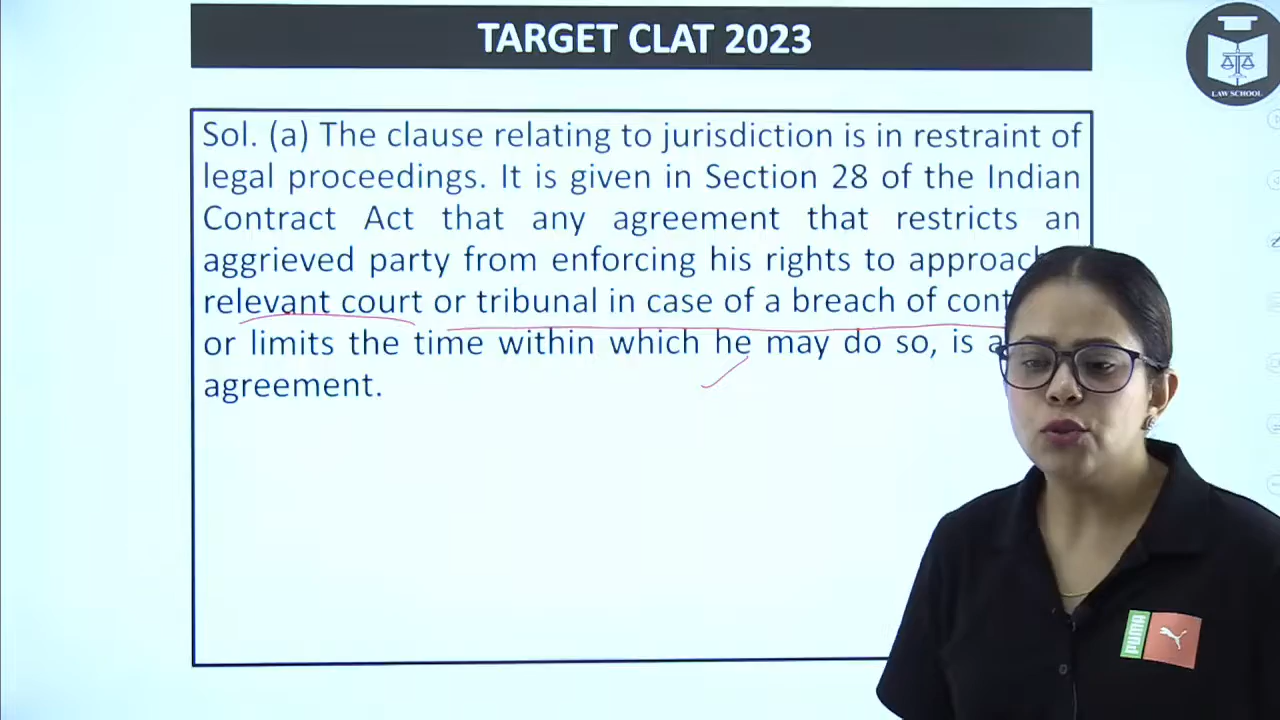 TARGET CLAT 2023
LAW SCHOOL
Sol. (a) The clause relating to jurisdiction is in restraint of
legal proceedings. It is given in Section 28 of the Indian
Contract Act that any agreement that restricts an
aggrieved party from enforcing his rights to approach
relevant court or tribunal in case of a breach of cont
or limits the time within which he may do so, is a
agreement.
PUMA